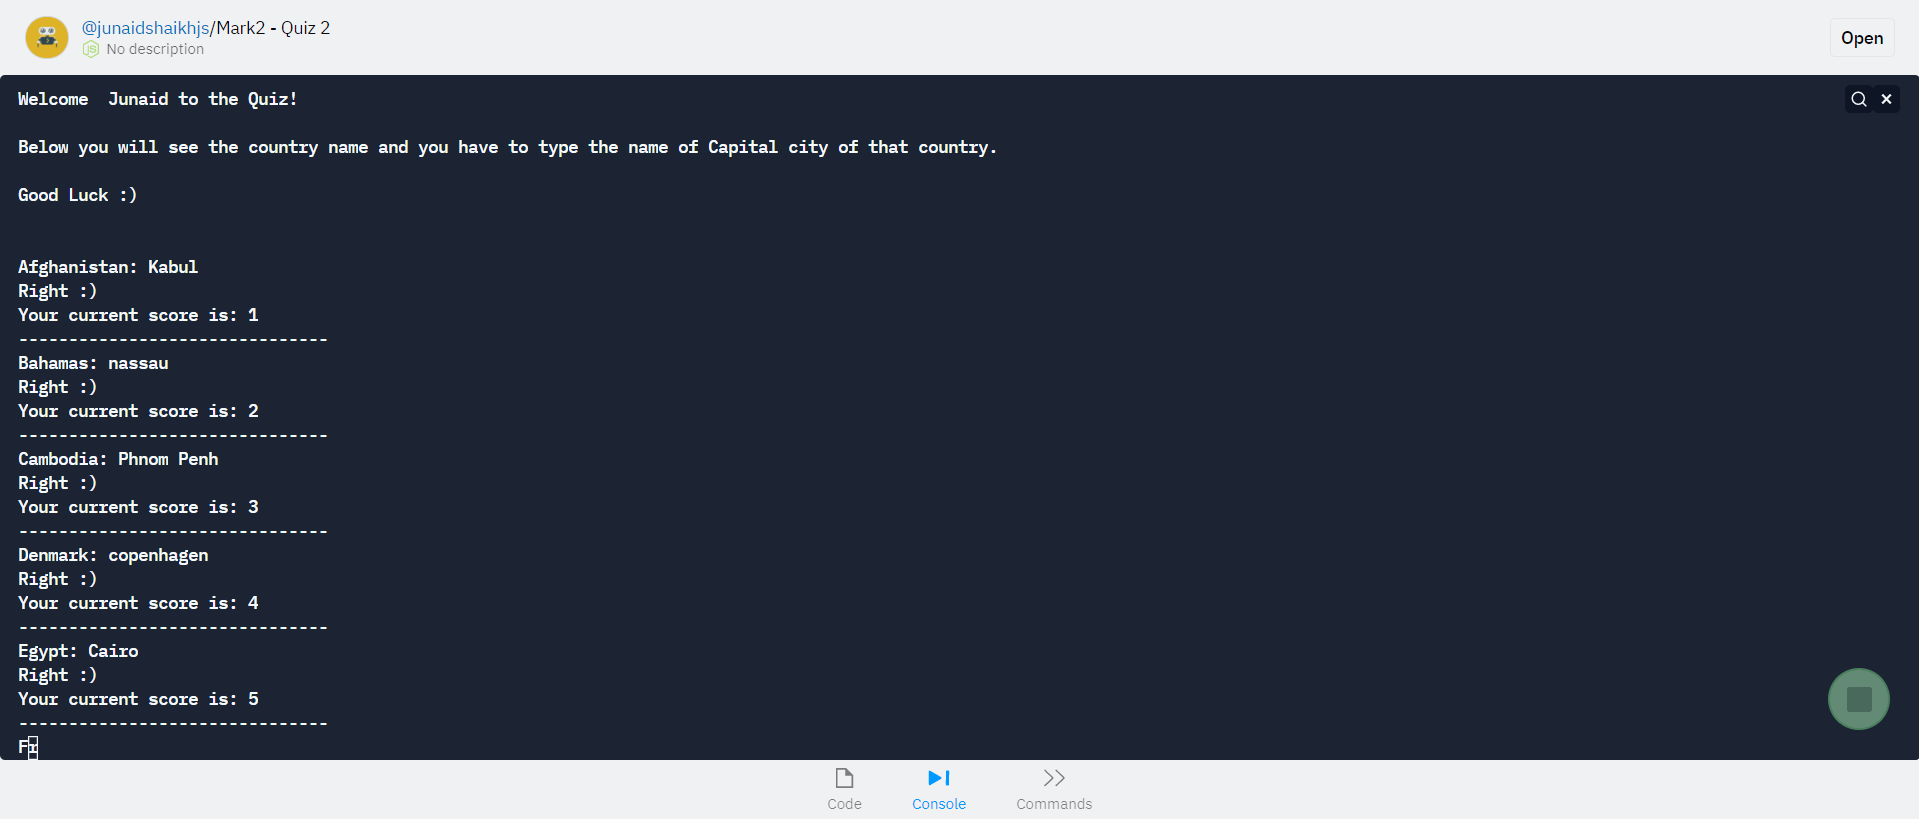 @junaidshaikhjs/Mark2 - Quiz 2
No description
Open
Welcome  Junaid to the Quiz!
Below you will see the country name and you have to type the name of Capital city of that country.
Good Luck :)
Afghanistan: Kabul
Right :)
Your current score is: 1
-------------------------------
Bahamas: nassau
Right :)
Your current score is: 2
-------------------------------
Cambodia: Phnom Penh
Right :)
Your current score is: 3
-------------------------------
Denmark: copenhagen
Right :)
Your current score is: 4
-------------------------------
Egypt: Cairo
Right :)
Your current score is: 5
-------------------------------
Fr
Code
Console
Commands